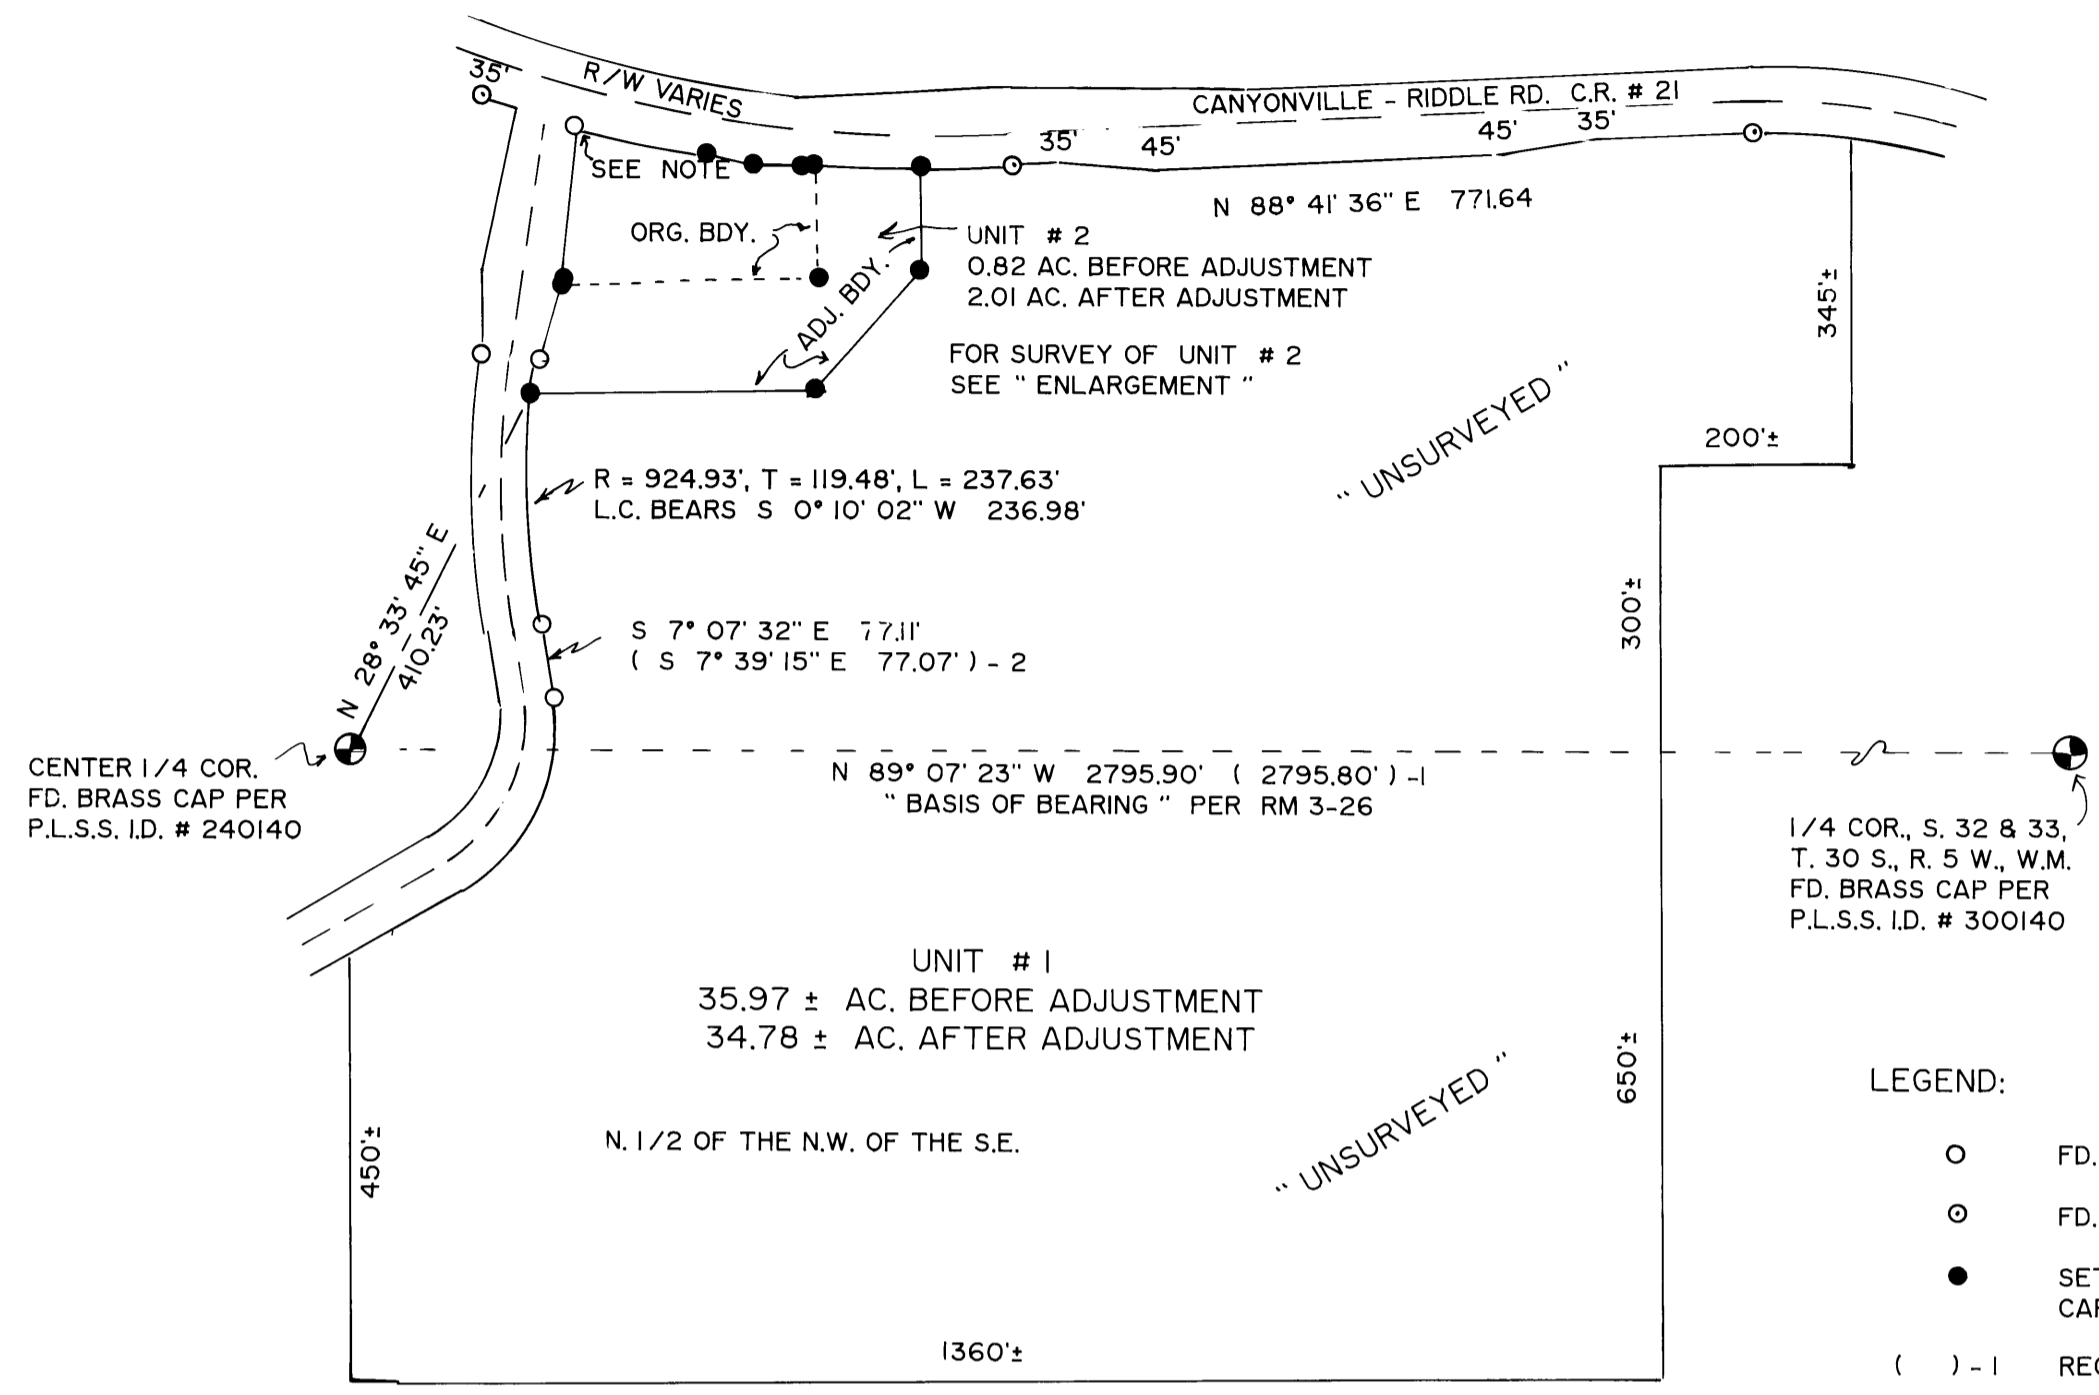 35'
R/W VARIES
CANYONVILLE - RIDDLE RD. C.R. # 21
35'
45'
45'
35'
SEE NOTE
N 88° 41' 36" E 771.64
ORG. BDY.
ADJ. BDY.
UNIT # 2
0.82 AC. BEFORE ADJUSTMENT
2.01 AC. AFTER ADJUSTMENT
345'±
FOR SURVEY OF UNIT # 2
SEE " ENLARGEMENT "
" UNSURVEYED "
200'±
R = 924.93', T = 119.48', L = 237.63'
L.C. BEARS S 0° 10' 02" W 236.98'
N 28° 33' 45" E
410.23'
300'±
S 7° 07' 32" E 77.11'
( S 7° 39' 15" E 77.07' ) - 2
CENTER 1/4 COR.
FD. BRASS CAP PER
P.L.S.S. I.D. # 240140
N 89° 07' 23" W 2795.90' ( 2795.80' ) -1
" BASIS OF BEARING " PER RM 3-26
1/4 COR., S. 32 & 33,
T. 30 S., R. 5 W., W.M.
FD. BRASS CAP PER
P.L.S.S. I.D. # 300140
UNIT # 1
35.97 ± AC. BEFORE ADJUSTMENT
34.78 ± AC. AFTER ADJUSTMENT
650'±
" UNSURVEYED "
N. 1/2 OF THE N.W. OF THE S.E.
450'±
1360'±
LEGEND:
FD.
FD.
SET
CAP
( ) - 1 REC